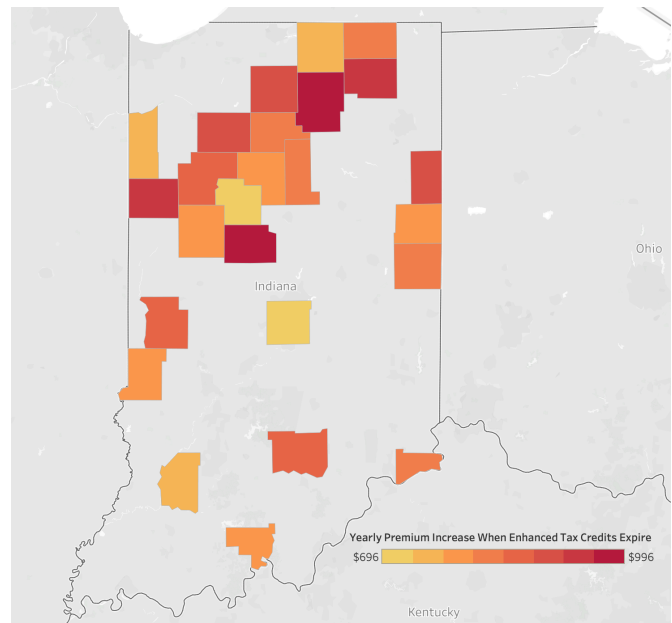 Ohio
Indiana
Yearly Premium Increase When Enhanced Tax Credits Expire
$696 $996
Kentucky